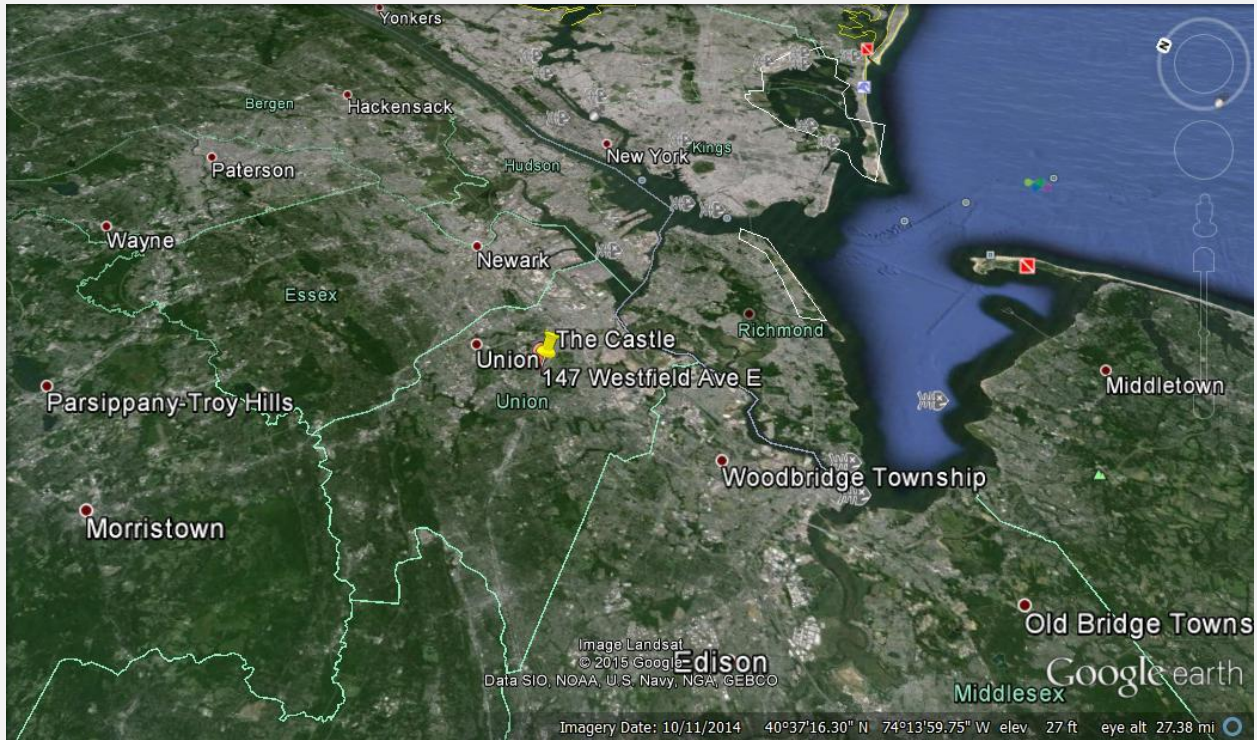 Yonkers
Bergen
Hackensack
Paterson
Hudson
New York
Kings
N
Wayne
Newark
Essex
Richmond
The Castle
Union
147 Westfield Ave E
Union
Middletown
Parsippany-Troy Hills
Woodbridge Township
Morristown
Old Bridge Towns
Image Landsat
© 2015 Google
Edison
Data SIO, NOAA, U.S. Navy, NGA, GEBCO
Google earth
Middlesex
Imagery Date: 10/11/2014 40°37'16.30" N 74°13'59.75" W elev 27 ft eye alt 27.38 mi